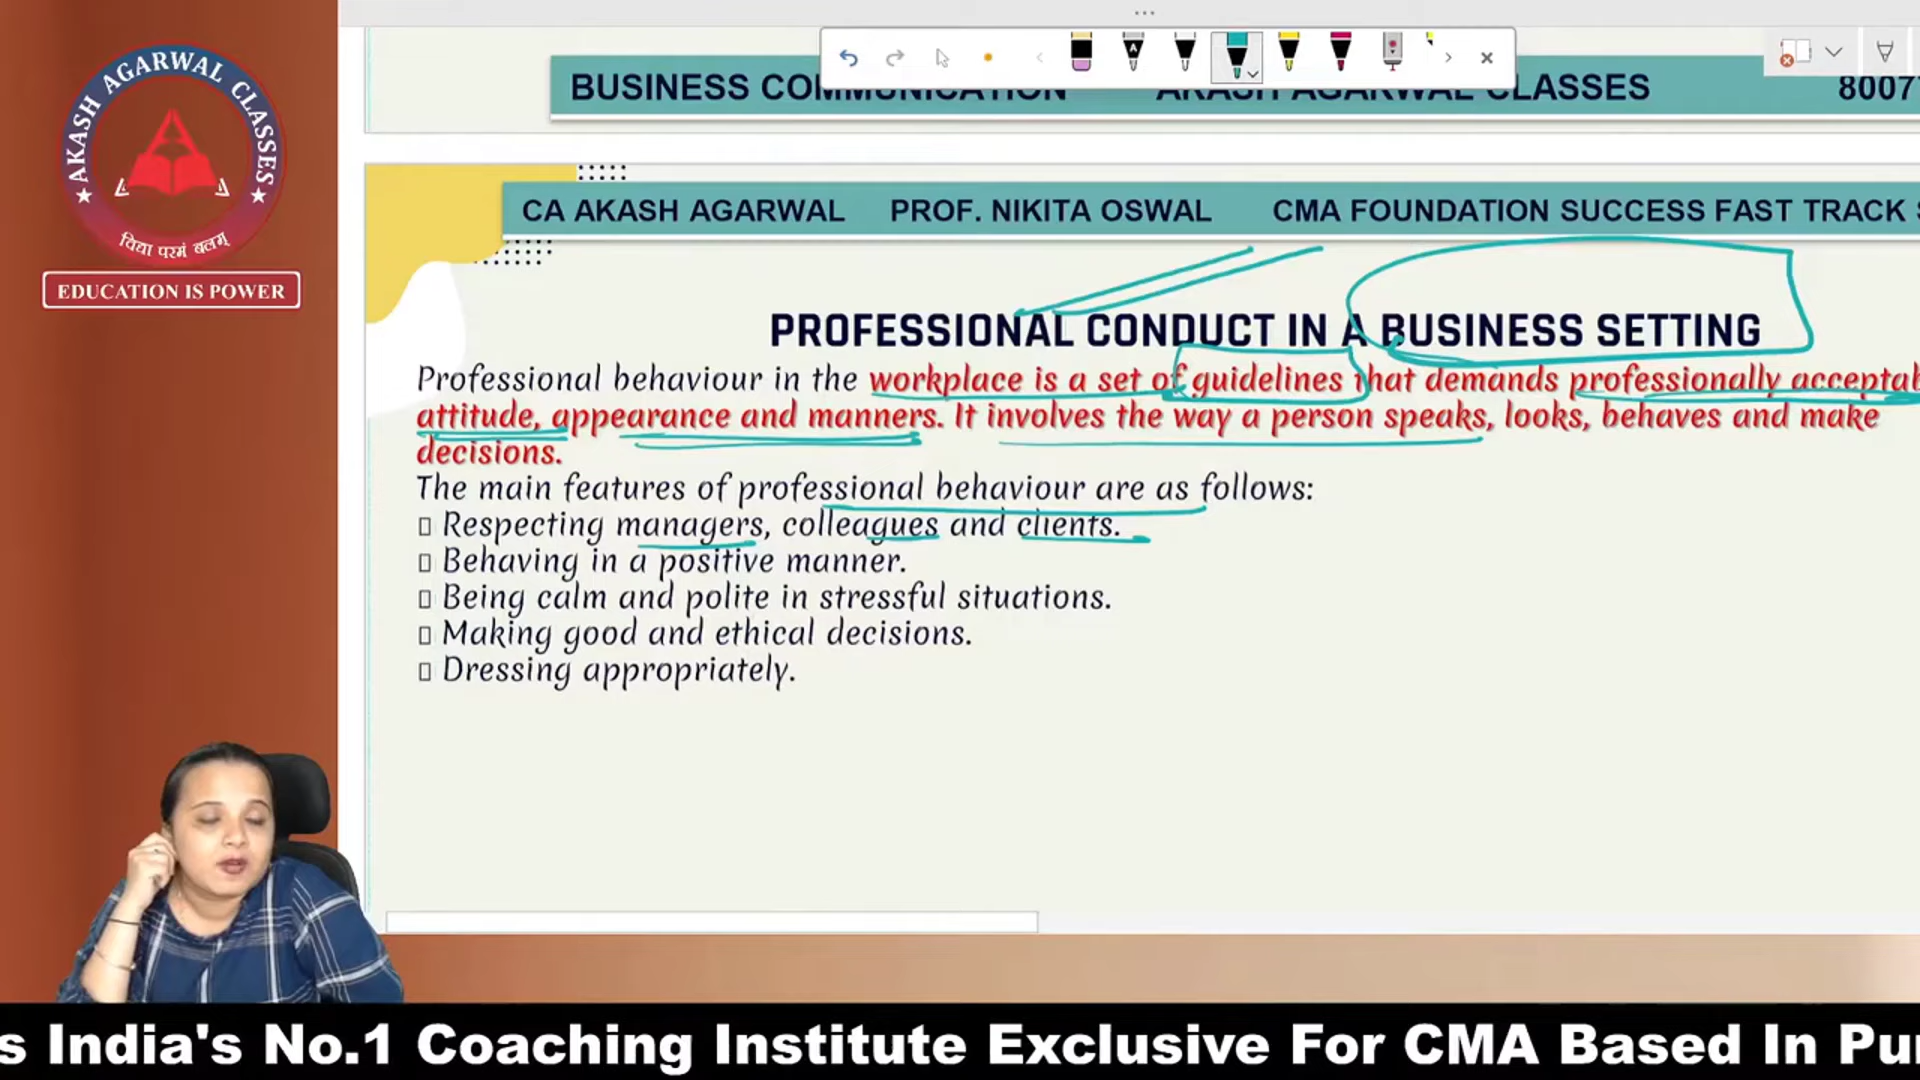 AKASH AGARWAL CLASSES
विद्या परमं बलम्
EDUCATION IS POWER
BUSINESS COMMUNICATION AKASH AGARWAL CLASSES 8007
CA AKASH AGARWAL PROF. NIKITA OSWAL CMA FOUNDATION SUCCESS FAST TRACK
PROFESSIONAL CONDUCT IN A BUSINESS SETTING
Professional behaviour in the workplace is a set of guidelines that demands professionally acceptab
attitude, appearance and manners. It involves the way a person speaks, looks, behaves and make
decisions.
The main features of professional behaviour are as follows:
Respecting managers, colleagues and clients.
Behaving in a positive manner.
Being calm and polite in stressful situations.
Making good and ethical decisions.
Dressing appropriately.
s India's No.1 Coaching Institute Exclusive For CMA Based In Pu